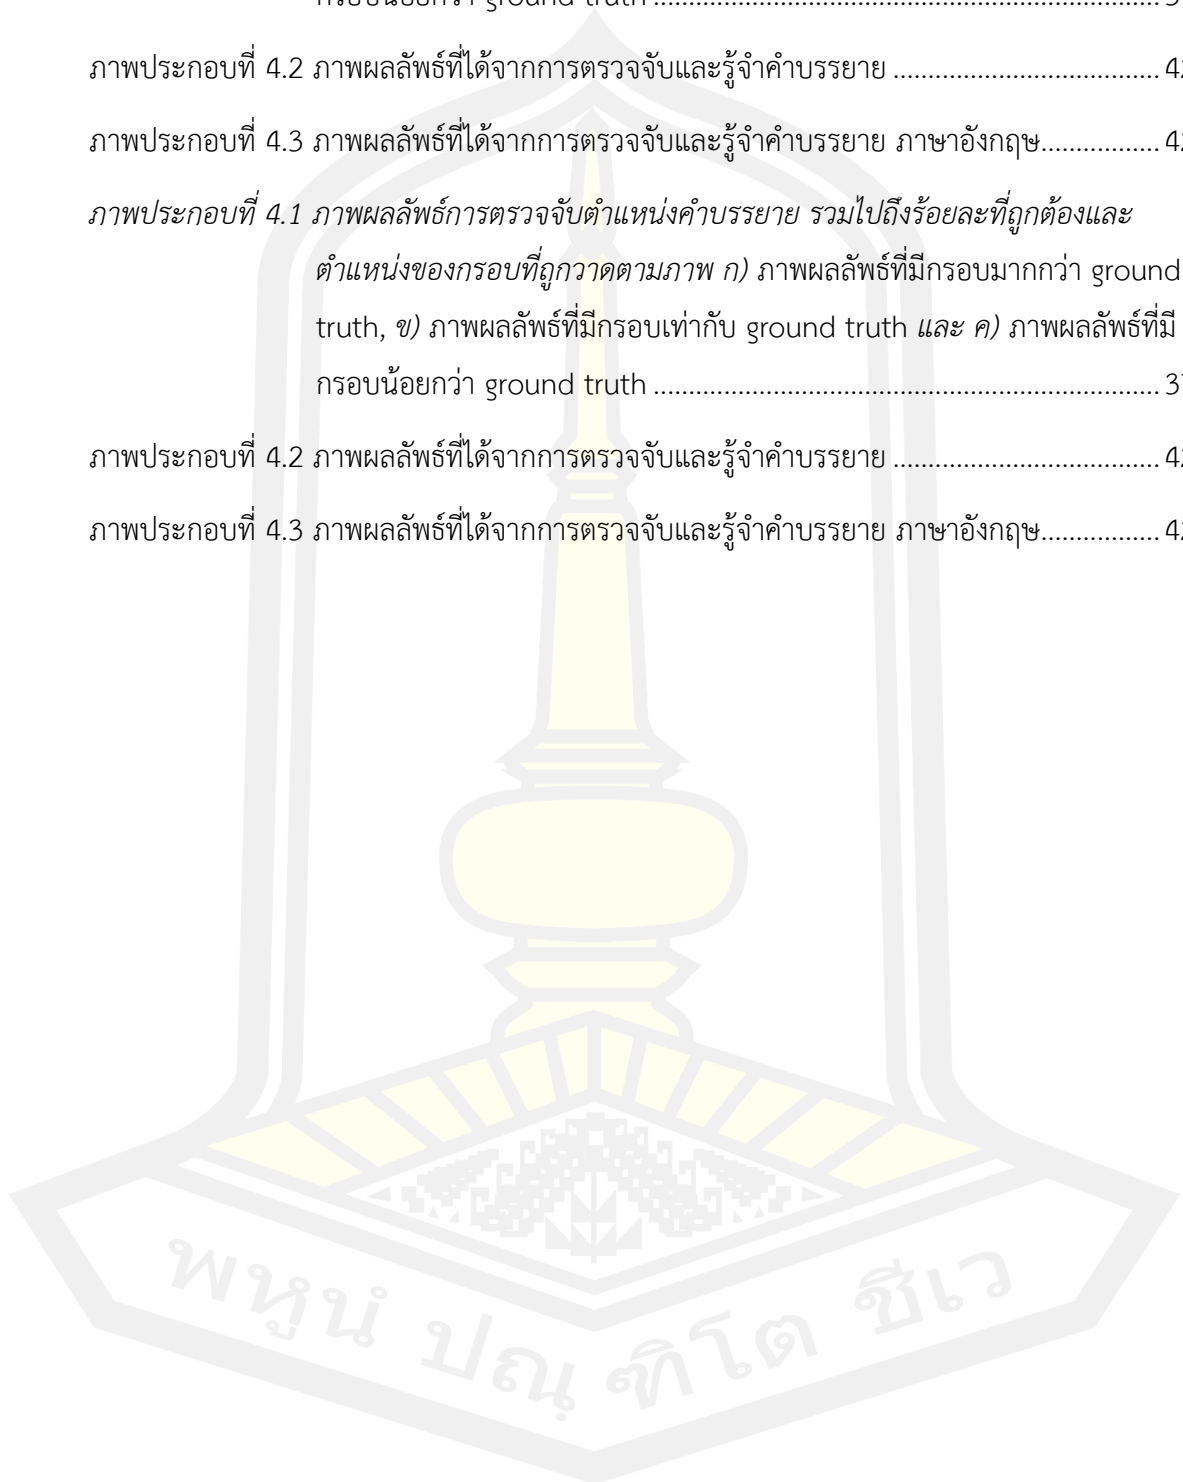 กรอบน้อยกว่า ground truth
ภาพประกอบที่ 4.2 ภาพผลลัพธ์ที่ได้จากการตรวจจับและรู้จำคำบรรยาย
ภาพประกอบที่ 4.3 ภาพผลลัพธ์ที่ได้จากการตรวจจับและรู้จำคำบรรยาย ภาษาอังกฤษ
ภาพประกอบที่ 4.1 ภาพผลลัพธ์การตรวจจับตำแหน่งคำบรรยาย รวมไปถึงร้อยละที่ถูกต้องและ
ตำแหน่งของกรอบที่ถูกวาดตามภาพ ก) ภาพผลลัพธ์ที่มีกรอบมากกว่า ground
truth, ข) ภาพผลลัพธ์ที่มีกรอบเท่ากับ ground truth และ ค) ภาพผลลัพธ์ที่มี
กรอบน้อยกว่า ground truth
ภาพประกอบที่ 4.2 ภาพผลลัพธ์ที่ได้จากการตรวจจับและรู้จำคำบรรยาย
ภาพประกอบที่ 4.3 ภาพผลลัพธ์ที่ได้จากการตรวจจับและรู้จำคำบรรยาย ภาษาอังกฤษ
พหูนํ ปณฺฑิโต ชีเว